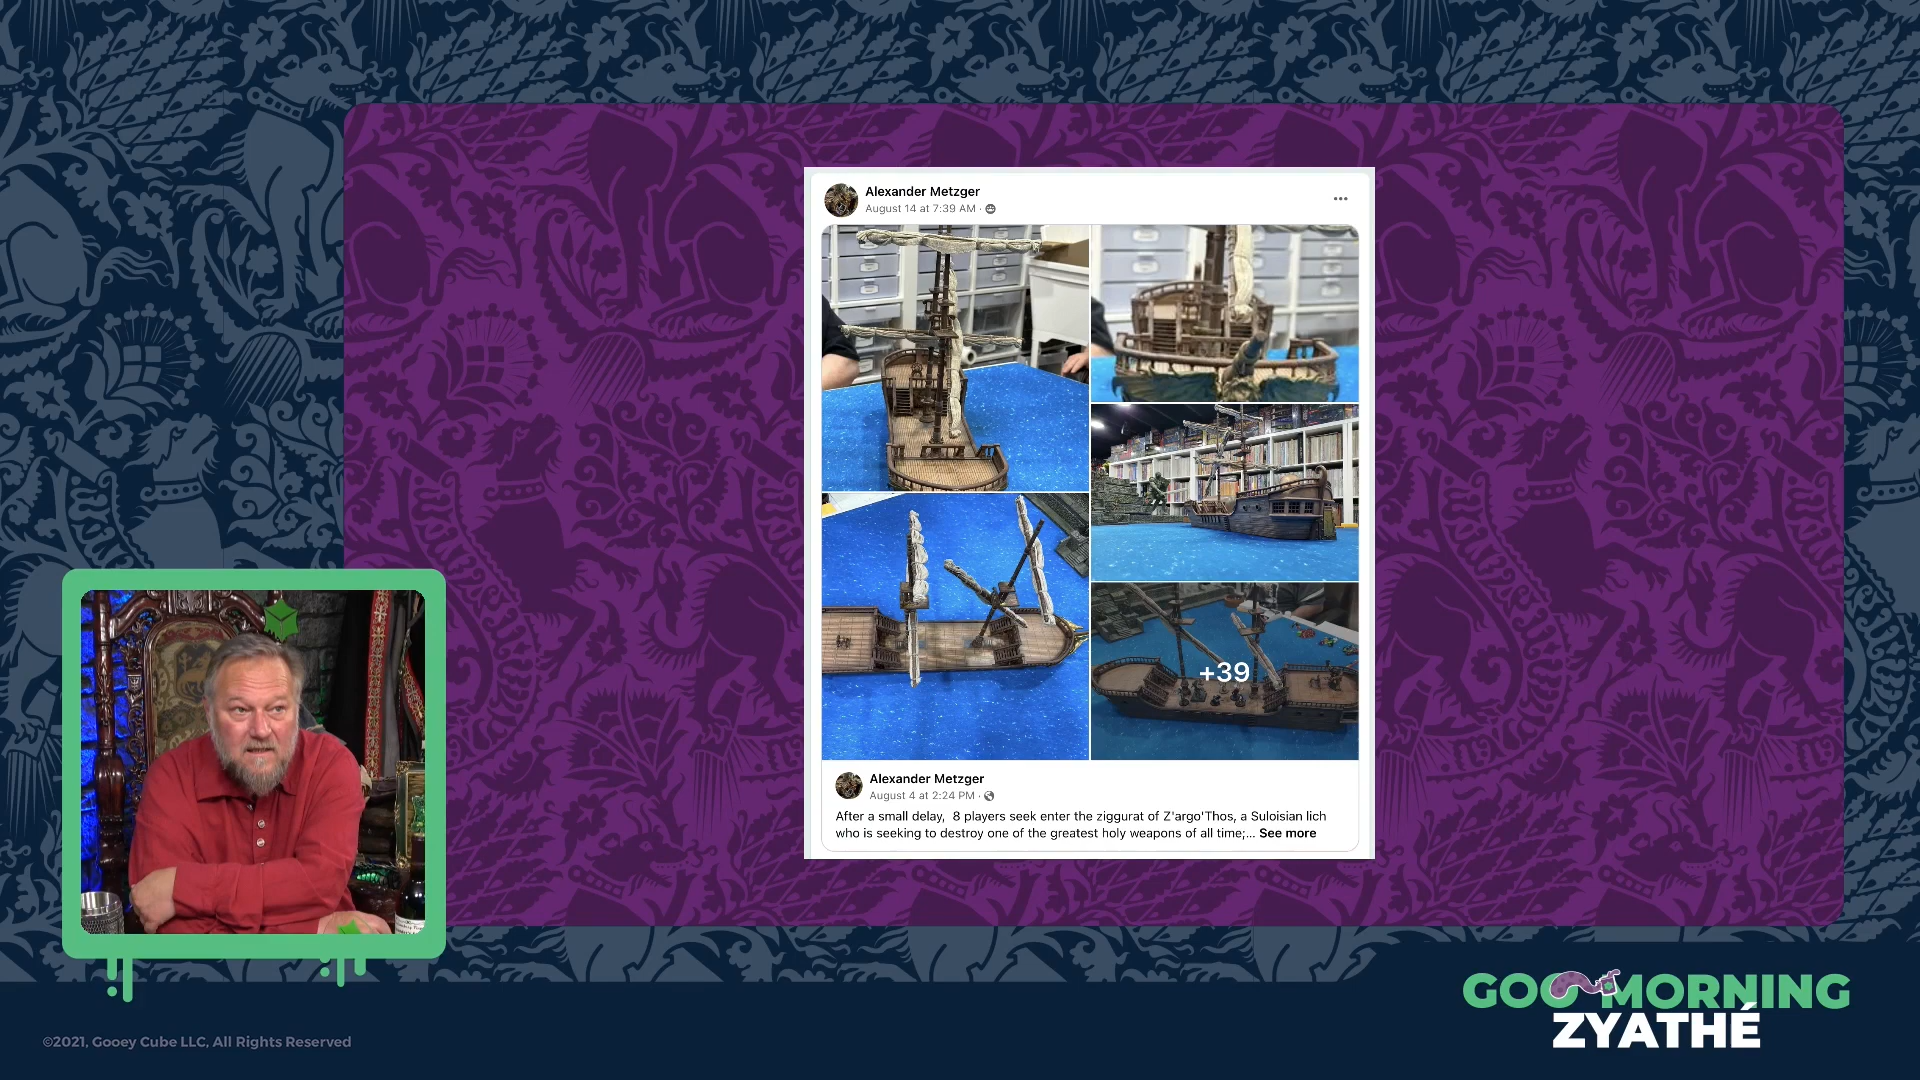 Alexander Metzger
August 14 at 7:39 AM ·
+39
Alexander Metzger
August 4 at 2:24 PM ·
After a small delay,  8 players seek enter the ziggurat of Z'argo'Thos, a Suloisian lich
who is seeking to destroy one of the greatest holy weapons of all time;... See more
GOO MORNING
ZYATHÉ
©2021, Gooey Cube LLC, All Rights Reserved